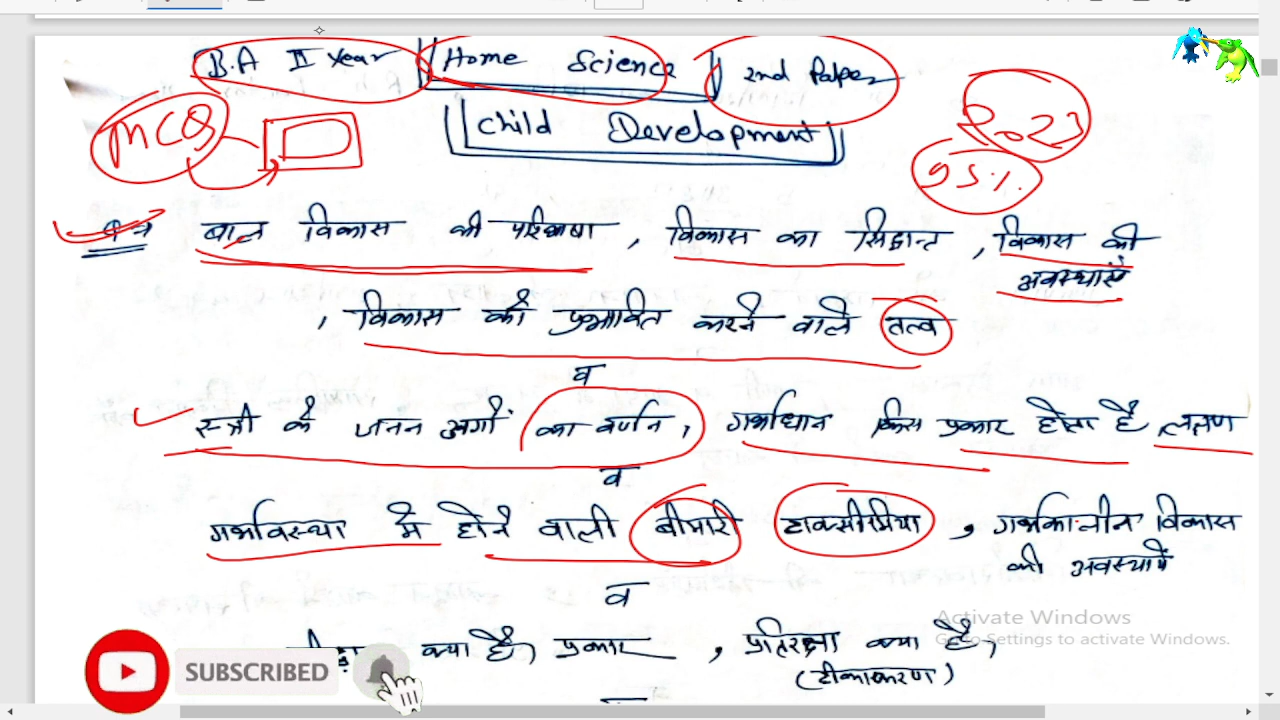 B.A II Year Home Science 2nd Paper
MCQ Child Development 2023
95%
प्रश्न बाल विकास की परिभाषा, विकास का सिद्धान्त, विकास की
अवस्थाऐं
, विकास को प्रभावित करने वाले तत्व
व
स्त्री के जनन अंगों का वर्णन, गर्भाधान किस प्रकार होता है लक्षण
व
गर्भावस्था में होने वाली बीमारी टाक्सीमिया, गर्भकालीन विकास
की अवस्थायें
व
क्या है, प्रकार, प्रतिरक्षा क्या है,
(टीकाकरण)
Activate Windows
Go to Settings to activate Windows.
SUBSCRIBED